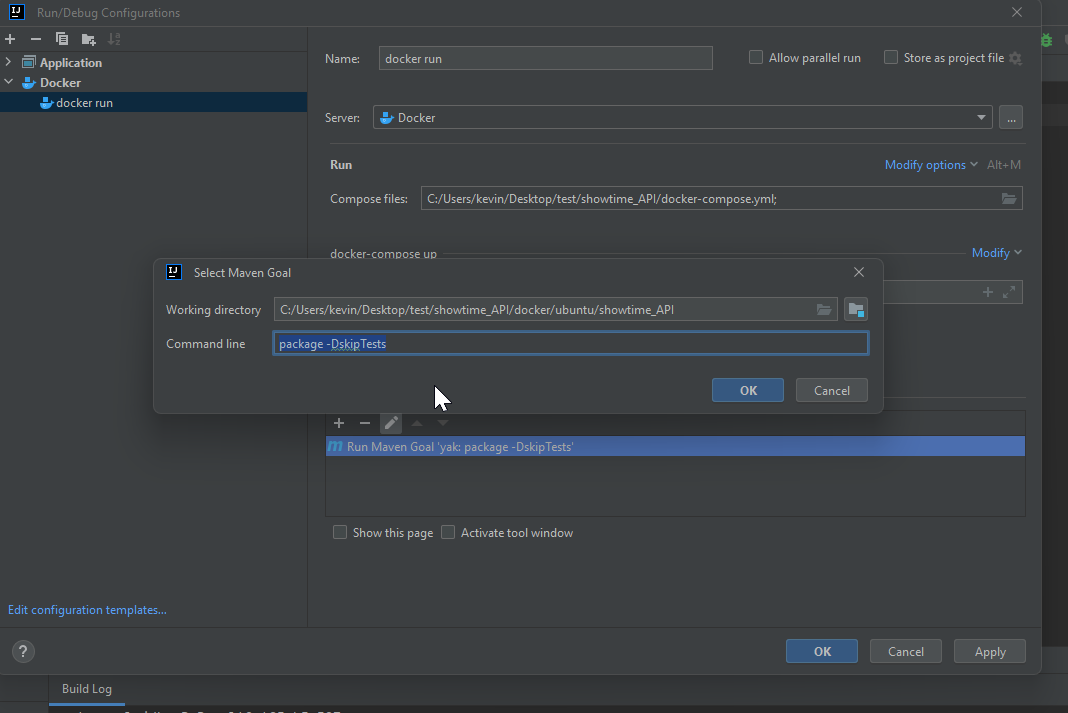 Run/Debug Configurations
Application
Docker
docker run
Name: docker run Allow parallel run Store as project file
Server: Docker ...
Run Modify options Alt+M
Compose files: C:/Users/kevin/Desktop/test/showtime_API/docker-compose.yml;
docker-compose up Modify
Select Maven Goal
Working directory C:/Users/kevin/Desktop/test/showtime_API/docker/ubuntu/showtime_API
Command line package -DskipTests
OK Cancel
Run Maven Goal 'yak: package -DskipTests'
Show this page Activate tool window
Edit configuration templates...
? OK Cancel Apply
Build Log